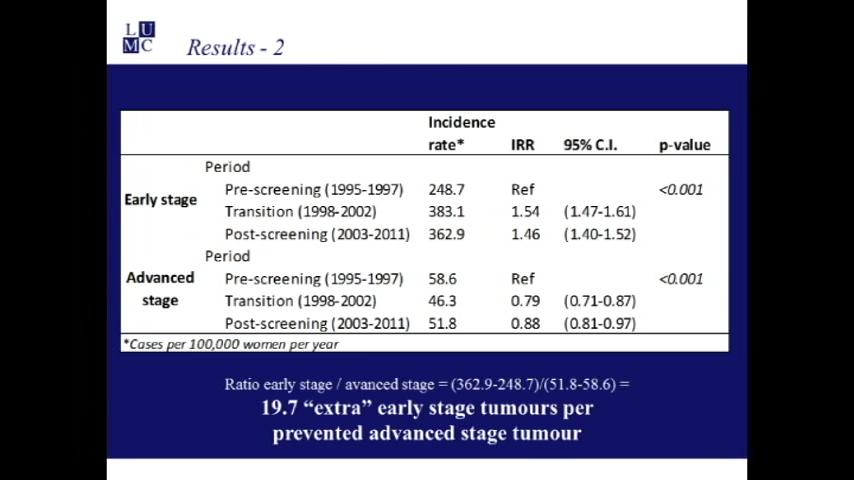 LU
MC
Results - 2
Incidence
rate* IRR 95% C.I. p-value
Period
Early stage
Pre-screening (1995-1997) 248.7 Ref <0.001
Transition (1998-2002) 383.1 1.54 (1.47-1.61)
Post-screening (2003-2011) 362.9 1.46 (1.40-1.52)
Period
Advanced
stage
Pre-screening (1995-1997) 58.6 Ref <0.001
Transition (1998-2002) 46.3 0.79 (0.71-0.87)
Post-screening (2003-2011) 51.8 0.88 (0.81-0.97)
*Cases per 100,000 women per year
Ratio early stage / avanced stage = (362.9-248.7)/(51.8-58.6) =
19.7 “extra” early stage tumours per
prevented advanced stage tumour